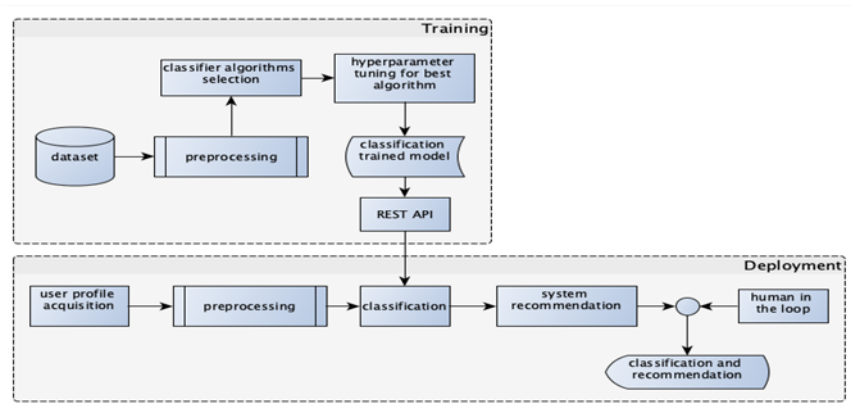 Training
classifier algorithms
selection
hyperparameter
tuning for best
algorithm
dataset
preprocessing
classification
trained model
REST API
Deployment
user profile
acquisition
preprocessing
classification
system
recommendation
human in
the loop
classification and
recommendation